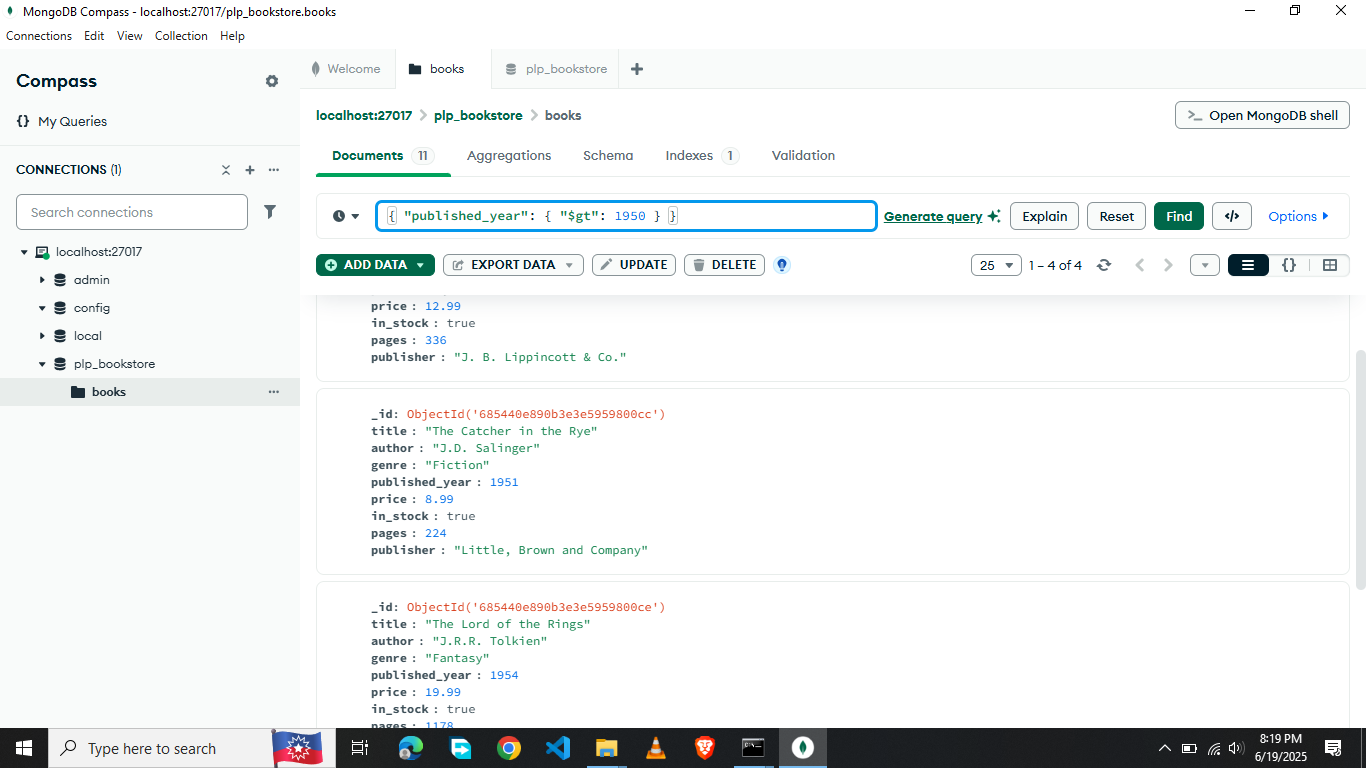 MongoDB Compass - localhost:27017/plp_bookstore.books
Connections Edit View Collection Help
Compass
{} My Queries
CONNECTIONS (1)
Search connections
localhost:27017
admin
config
local
plp_bookstore
books
Welcome
books
plp_bookstore
localhost:27017 > plp_bookstore > books
>_ Open MongoDB shell
Documents 11 Aggregations Schema Indexes 1 Validation
{ "published_year": { "$gt": 1950 } }
Generate query
Explain
Reset
Find
</>
Options
ADD DATA
EXPORT DATA
UPDATE
DELETE
25
1 – 4 of 4
{}
price : 12.99
in_stock : true
pages : 336
publisher : "J. B. Lippincott & Co."
_id: ObjectId('685440e890b3e3e5959800cc')
title : "The Catcher in the Rye"
author : "J.D. Salinger"
genre : "Fiction"
published_year : 1951
price : 8.99
in_stock : true
pages : 224
publisher : "Little, Brown and Company"
_id: ObjectId('685440e890b3e3e5959800ce')
title : "The Lord of the Rings"
author : "J.R.R. Tolkien"
genre : "Fantasy"
published_year : 1954
price : 19.99
in_stock : true
pages : 1178
Type here to search
8:19 PM
6/19/2025